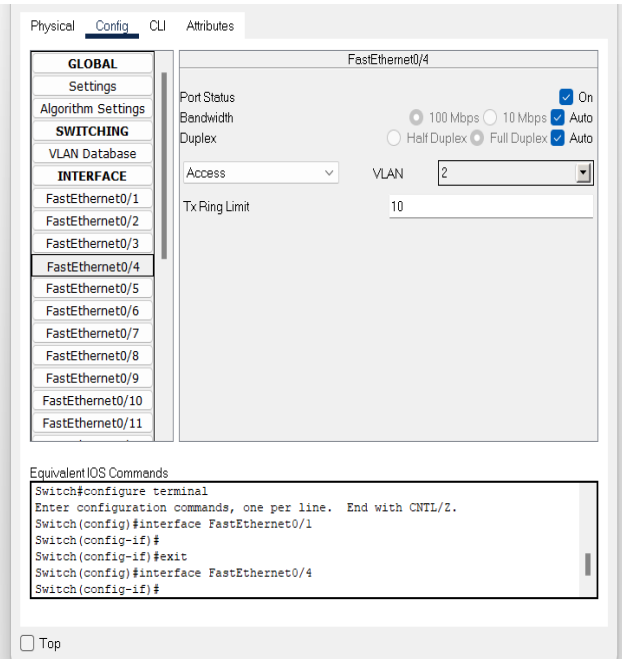 Physical Config CLI Attributes
GLOBAL
Settings
Algorithm Settings
SWITCHING
VLAN Database
INTERFACE
FastEthernet0/1
FastEthernet0/2
FastEthernet0/3
FastEthernet0/4
FastEthernet0/5
FastEthernet0/6
FastEthernet0/7
FastEthernet0/8
FastEthernet0/9
FastEthernet0/10
FastEthernet0/11
FastEthernet0/4
Port Status On
Bandwidth 100 Mbps 10 Mbps Auto
Duplex Half Duplex Full Duplex Auto
Access VLAN 2
Tx Ring Limit 10
Equivalent IOS Commands
Switch#configure terminal
Enter configuration commands, one per line. End with CNTL/Z.
Switch(config)#interface FastEthernet0/1
Switch(config-if)#
Switch(config-if)#exit
Switch(config)#interface FastEthernet0/4
Switch(config-if)#
Top